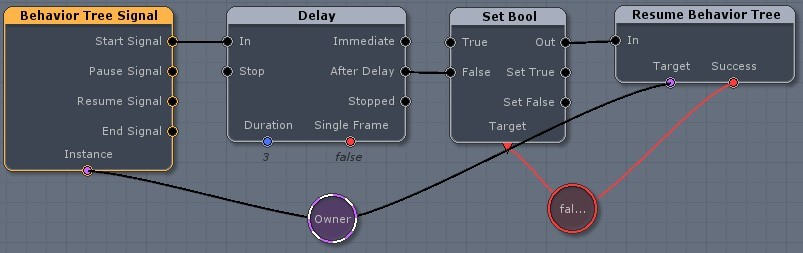 Behavior Tree Signal
Start Signal
Pause Signal
Resume Signal
End Signal
Instance
Delay
In
Immediate
Stop
After Delay
Stopped
Duration
Single Frame
3
false
Set Bool
True
Out
False
Set True
Set False
Target
Resume Behavior Tree
In
Target
Success
Owner
fal...